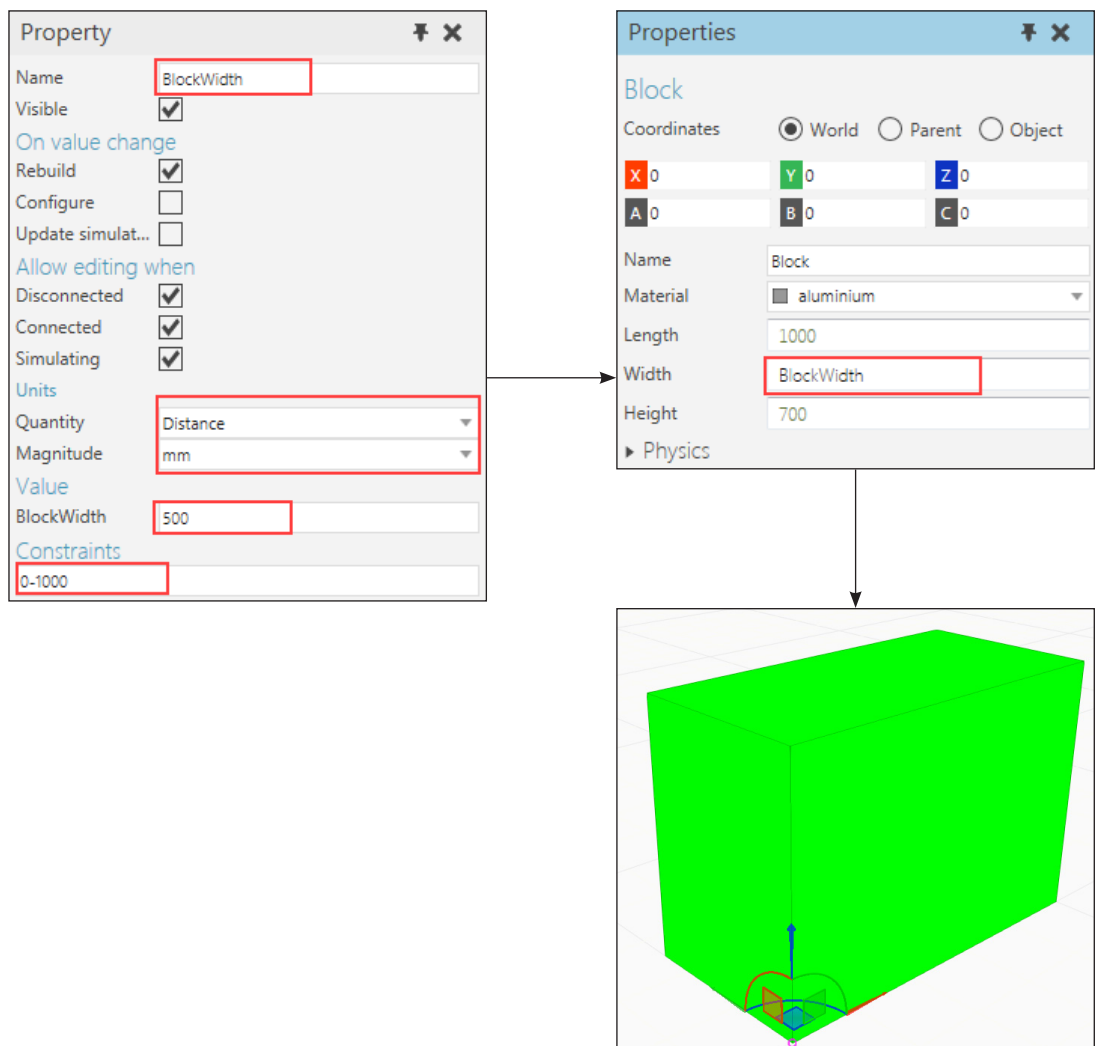 Property
Name BlockWidth
Visible
On value change
Rebuild
Configure
Update simulat...
Allow editing when
Disconnected
Connected
Simulating
Units
Quantity Distance
Magnitude mm
Value
BlockWidth 500
Constraints
0-1000
Properties
Block
Coordinates World Parent Object
X 0 Y 0 Z 0
A 0 B 0 C 0
Name Block
Material aluminium
Length 1000
Width BlockWidth
Height 700
Physics